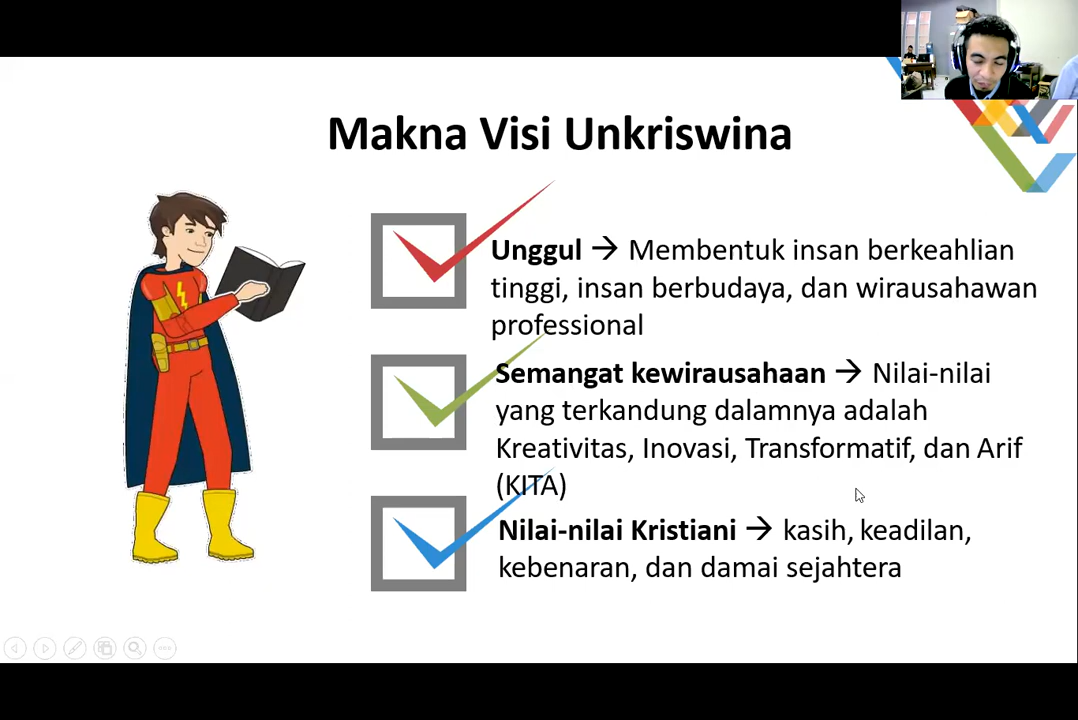 Makna Visi Unkriswina
Unggul → Membentuk insan berkeahlian
tinggi, insan berbudaya, dan wirausahawan
professional
Semangat kewirausahaan → Nilai-nilai
yang terkandung dalamnya adalah
Kreativitas, Inovasi, Transformatif, dan Arif
(KITA)
Nilai-nilai Kristiani → kasih, keadilan,
kebenaran, dan damai sejahtera